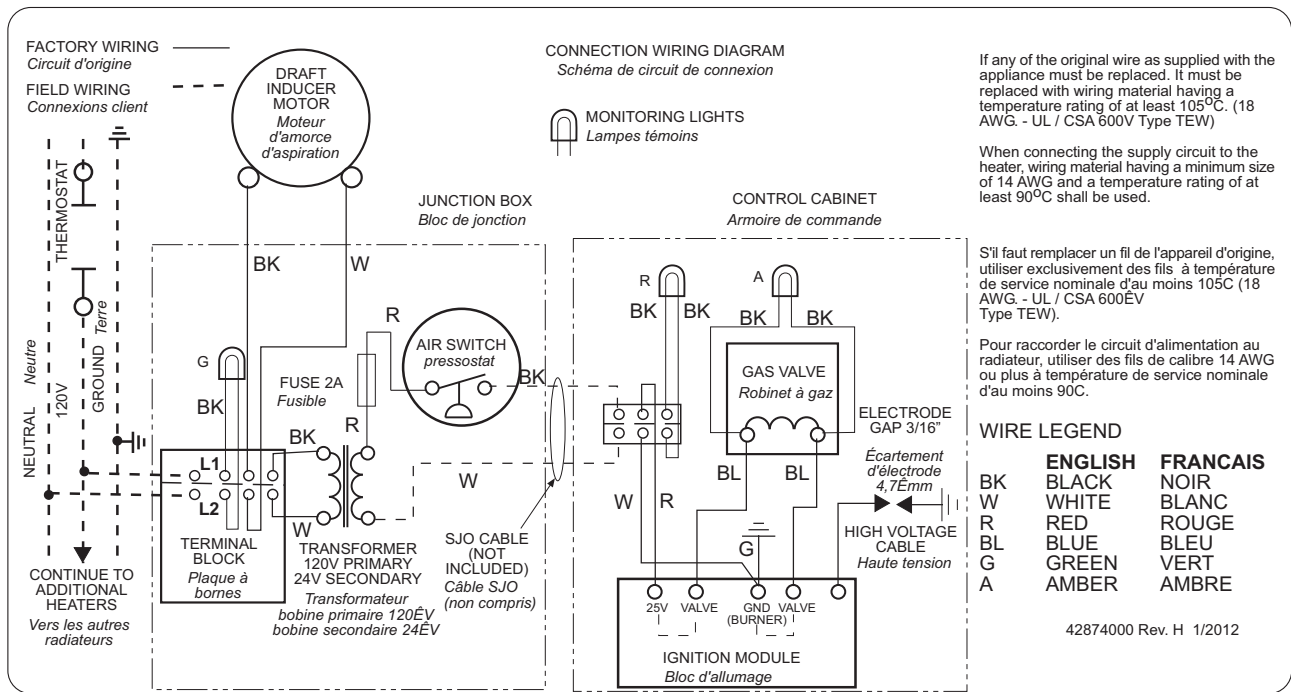 FACTORY WIRING
Circuit d'origine
FIELD WIRING
Connexions client
DRAFT
INDUCER
MOTOR
Moteur
d'amorce
d'aspiration
CONNECTION WIRING DIAGRAM
Schéma de circuit de connexion
MONITORING LIGHTS
Lampes témoins
JUNCTION BOX
Bloc de jonction
CONTROL CABINET
Armoire de commande
THERMOSTAT
NEUTRAL Neutre
120V
GROUND Terre
CONTINUE TO
ADDITIONAL
HEATERS
Vers les autres
radiateurs
BK
W
G
BK
L1
L2
TERMINAL
BLOCK
Plaque à
bornes
BK
W
FUSE 2A
Fusible
R
R
TRANSFORMER
120V PRIMARY
24V SECONDARY
Transformateur
bobine primaire 120ÊV
bobine secondaire 24ÊV
AIR SWITCH
pressostat
BK
W
SJO CABLE
(NOT
INCLUDED)
Câble SJO
(non compris)
R
BK
BK
A
BK
BK
GAS VALVE
Robinet à gaz
BL
BL
W
R
G
ELECTRODE
GAP 3/16”
Écartement
d'électrode
4,7Êmm
HIGH VOLTAGE
CABLE
Haute tension
25V
VALVE
GND
(BURNER)
VALVE
IGNITION MODULE
Bloc d'allumage
If any of the original wire as supplied with the
appliance must be replaced. It must be
replaced with wiring material having a
temperature rating of at least 105ºC. (18
AWG. - UL / CSA 600V Type TEW)
When connecting the supply circuit to the
heater, wiring material having a minimum size
of 14 AWG and a temperature rating of at
least 90ºC shall be used.
S'il faut remplacer un fil de l'appareil d'origine,
utiliser exclusivement des fils à température
de service nominale d'au moins 105C (18
AWG. - UL / CSA 600ÊV
Type TEW).
Pour raccorder le circuit d'alimentation au
radiateur, utiliser des fils de calibre 14 AWG
ou plus à température de service nominale
d'au moins 90C.
WIRE LEGEND
ENGLISH FRANCAIS
BK BLACK NOIR
W WHITE BLANC
R RED ROUGE
BL BLUE BLEU
G GREEN VERT
A AMBER AMBRE
42874000 Rev. H 1/2012